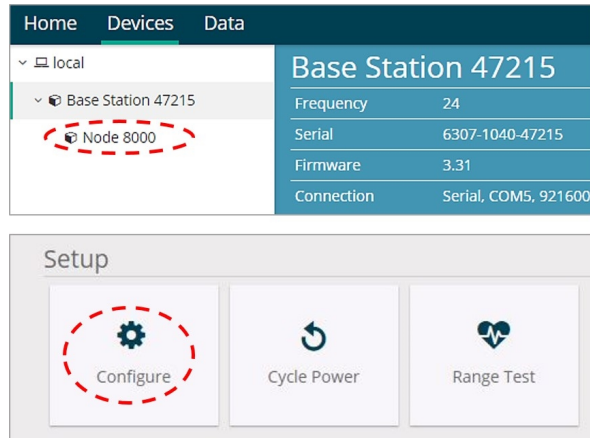 Home Devices Data
local
Base Station 47215
Node 8000
Base Station 47215
Frequency 24
Serial 6307-1040-47215
Firmware 3.31
Connection Serial, COM5, 921600
Setup
Configure Cycle Power Range Test